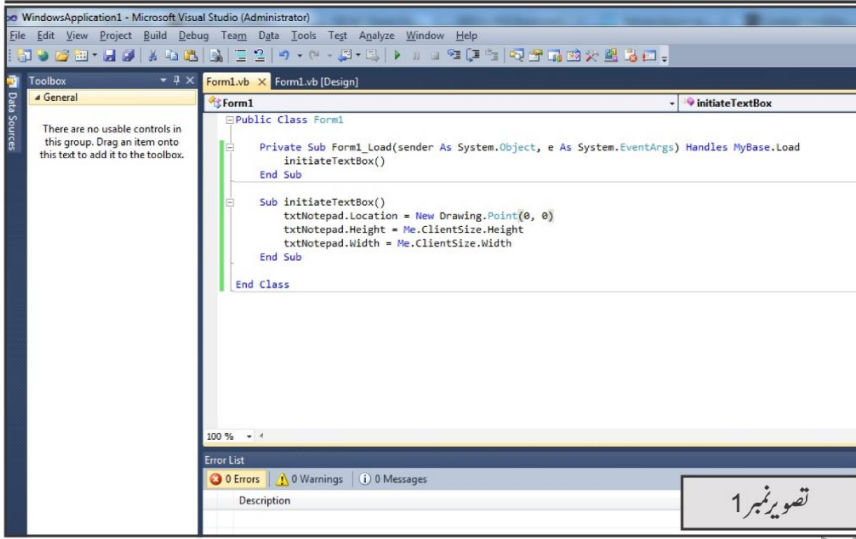 WindowsApplication1 - Microsoft Visual Studio (Administrator)
File Edit View Project Build Debug Team Data Tools Test Analyze Window Help
Data Sources
Toolbox
General
There are no usable controls in
this group. Drag an item onto
this text to add it to the toolbox.
Form1.vb Form1.vb [Design]
Form1 initiateTextBox
Public Class Form1
Private Sub Form1_Load(sender As System.Object, e As System.EventArgs) Handles MyBase.Load
initiateTextBox()
End Sub
Sub initiateTextBox()
txtNotepad.Location = New Drawing.Point(0, 0)
txtNotepad.Height = Me.ClientSize.Height
txtNotepad.Width = Me.ClientSize.Width
End Sub
End Class
100 %
Error List
0 Errors 0 Warnings 0 Messages
Description
تصویر نمبر 1